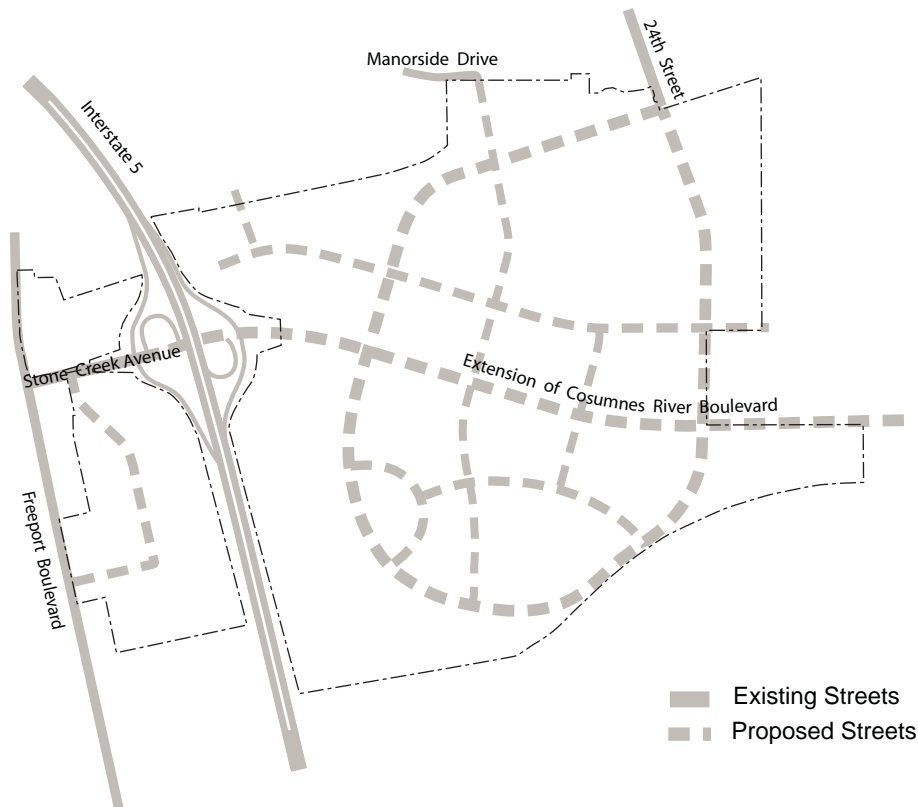 24th Street
Manorside Drive
Interstate 5
Stone Creek Avenue
Extension of Cosumnes River Boulevard
Freeport Boulevard
Existing Streets
Proposed Streets